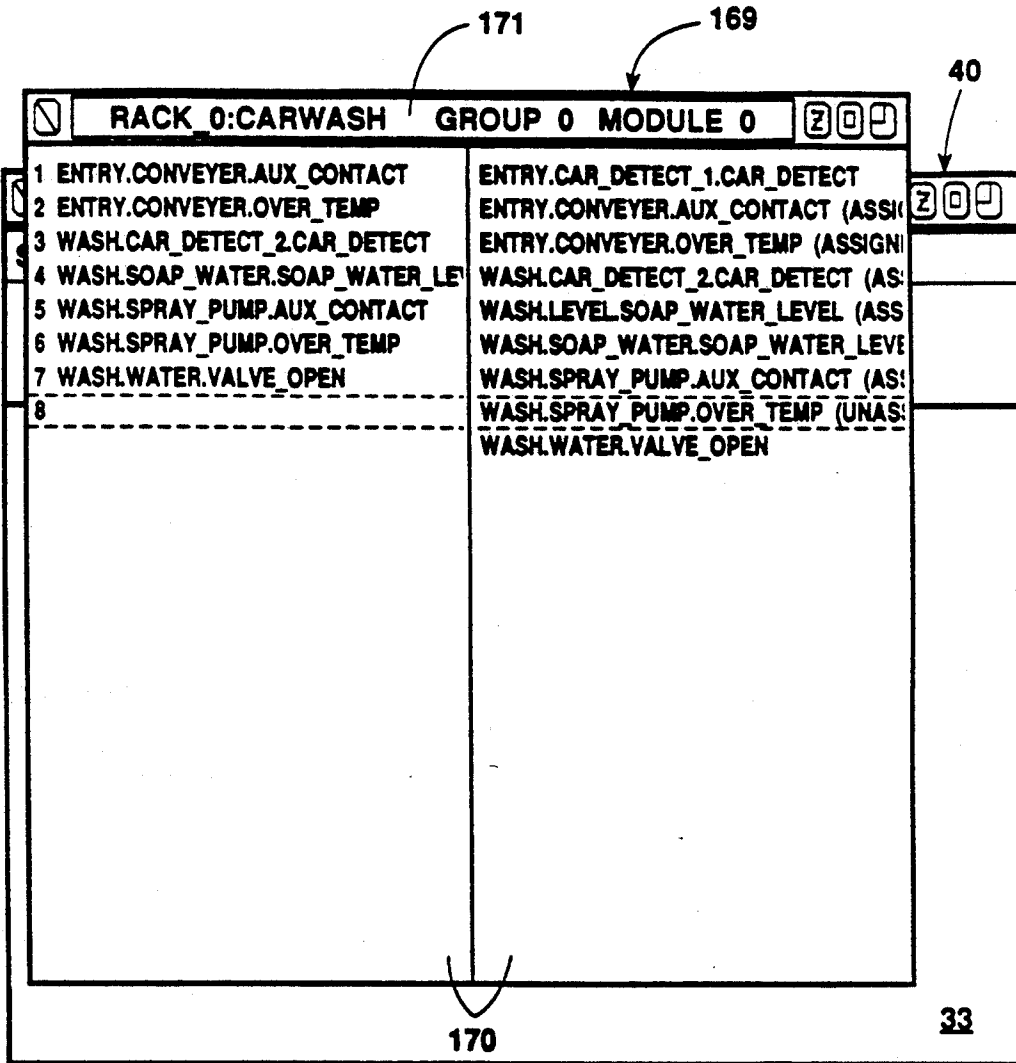 171
169
40
RACK_0:CARWASH GROUP 0 MODULE 0
1 ENTRY.CONVEYER.AUX_CONTACT
2 ENTRY.CONVEYER.OVER_TEMP
3 WASH.CAR_DETECT_2.CAR_DETECT
4 WASH.SOAP_WATER.SOAP_WATER_LEV
5 WASH.SPRAY_PUMP.AUX_CONTACT
6 WASH.SPRAY_PUMP.OVER_TEMP
7 WASH.WATER.VALVE_OPEN
8
ENTRY.CAR_DETECT_1.CAR_DETECT
ENTRY.CONVEYER.AUX_CONTACT (ASSI
ENTRY.CONVEYER.OVER_TEMP (ASSIGN
WASH.CAR_DETECT_2.CAR_DETECT (AS
WASH.LEVEL.SOAP_WATER_LEVEL (ASS
WASH.SOAP_WATER.SOAP_WATER_LEVE
WASH.SPRAY_PUMP.AUX_CONTACT (AS
WASH.SPRAY_PUMP.OVER_TEMP (UNAS
WASH.WATER.VALVE_OPEN
Z
Z
170
33